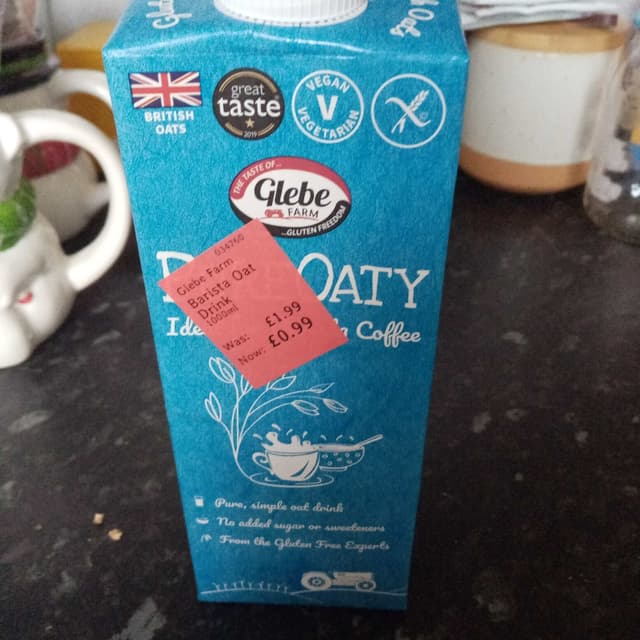 BRITISH
OATS
great
taste
2019
VEGAN
V
VEGETARIAN
THE TASTE OF...
Glebe
FARM
...GLUTEN FREEDOM
OATY
034760
Glebe Farm
Barista Oat
Drink
1000ml
Was: £1.99
Now: £0.99
Coffee
Pure, simple oat drink
No added sugar or sweeteners
From the Gluten Free Experts